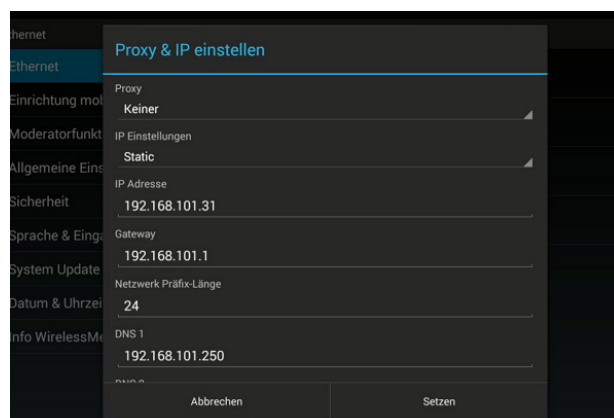 Proxy & IP einstellen
Ethernet
Einrichtung
Moderatorfunkt
Allgemeine Eins
Sicherheit
Sprache & Einga
System Update
Datum & Uhrzei
Info WirelessMe
Proxy
Keiner
IP Einstellungen
Static
IP Adresse
192.168.101.31
Gateway
192.168.101.1
Netzwerk Präfix-Länge
24
DNS 1
192.168.101.250
Abbrechen
Setzen